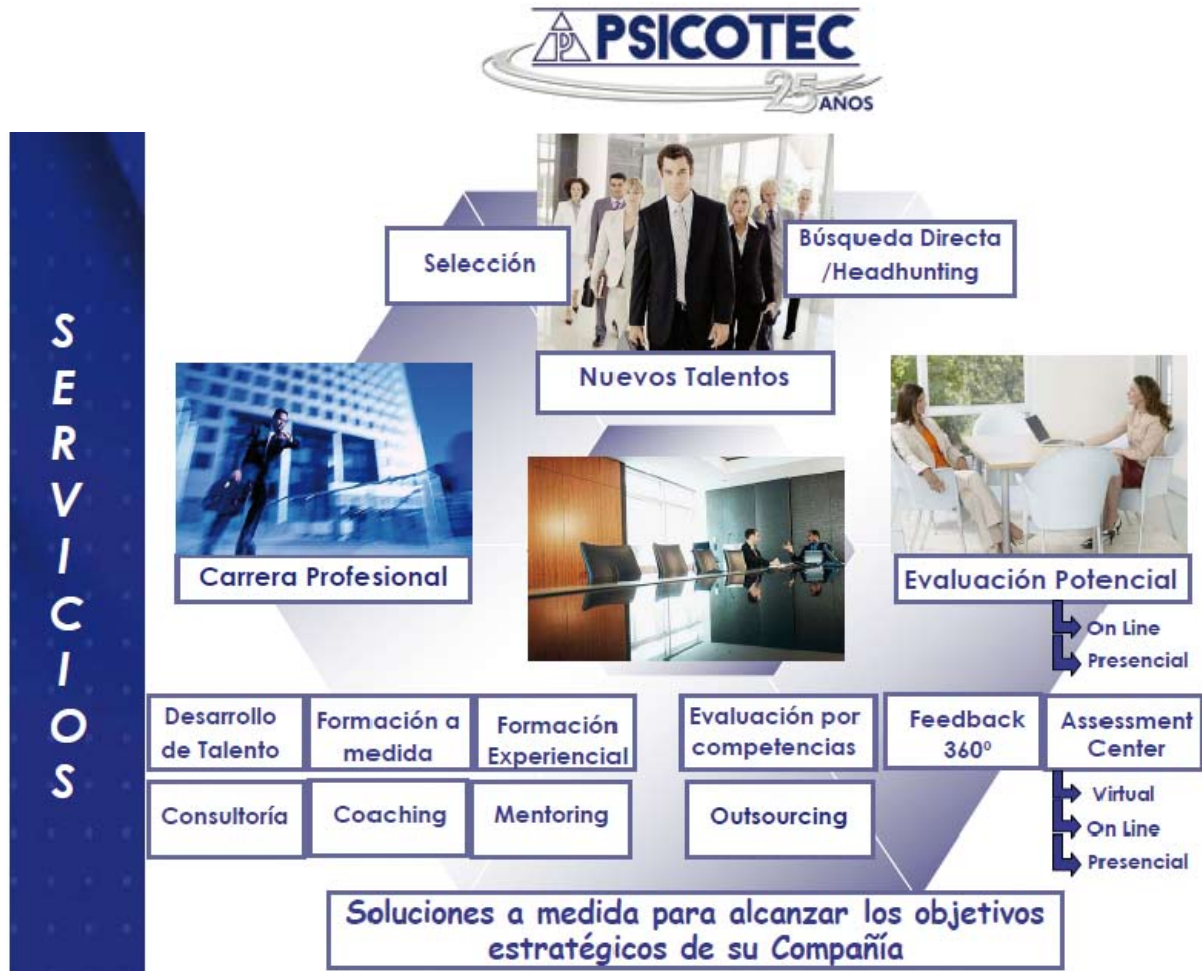 PSICOTEC
25 AÑOS
SERVICIOS
Selección
Búsqueda Directa
/Headhunting
Nuevos Talentos
Carrera Profesional
Evaluación Potencial
On Line
Presencial
Desarrollo
de Talento
Formación a
medida
Formación
Experiencial
Evaluación por
competencias
Feedback
360º
Assessment
Center
Consultoría
Coaching
Mentoring
Outsourcing
Virtual
On Line
Presencial
Soluciones a medida para alcanzar los objetivos
estratégicos de su Compañía